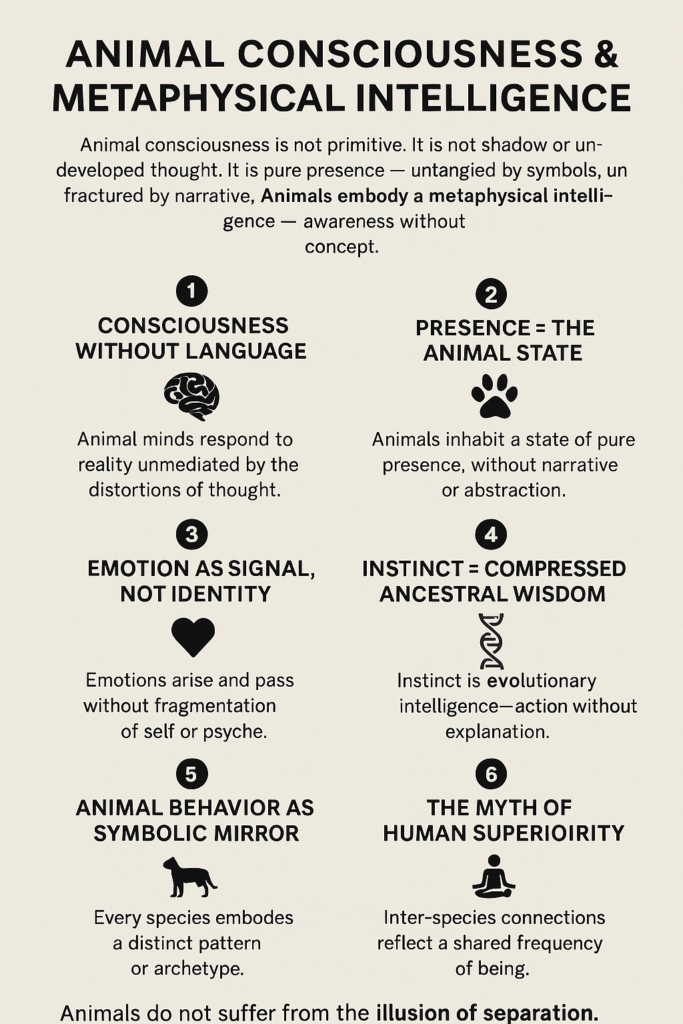 ANIMAL CONSCIOUSNESS &
METAPHYSICAL INTELLIGENCE
Animal consciousness is not primitive. It is not shadow or un-
developed thought. It is pure presence — untangied by symbols, un
fractured by narrative, Animals embody a metaphysical intelli-
gence — awareness without
concept.
1
CONSCIOUSNESS
WITHOUT LANGUAGE
Animal minds respond to
reality unmediated by the
distortions of thought.
2
PRESENCE = THE
ANIMAL STATE
Animals inhabit a state of pure
presence, without narrative
or abstraction.
3
EMOTION AS SIGNAL,
NOT IDENTITY
Emotions arise and pass
without fragmentation
of self or psyche.
4
INSTINCT = COMPRESSED
ANCESTRAL WISDOM
Instinct is evolutionary
intelligence—action without
explanation.
5
ANIMAL BEHAVIOR AS
SYMBOLIC MIRROR
Every species embodes
a distinct pattern
or archetype.
6
THE MYTH OF
HUMAN SUPERIOIRITY
Inter-species connections
reflect a shared frequency
of being.
Animals do not suffer from the illusion of separation.